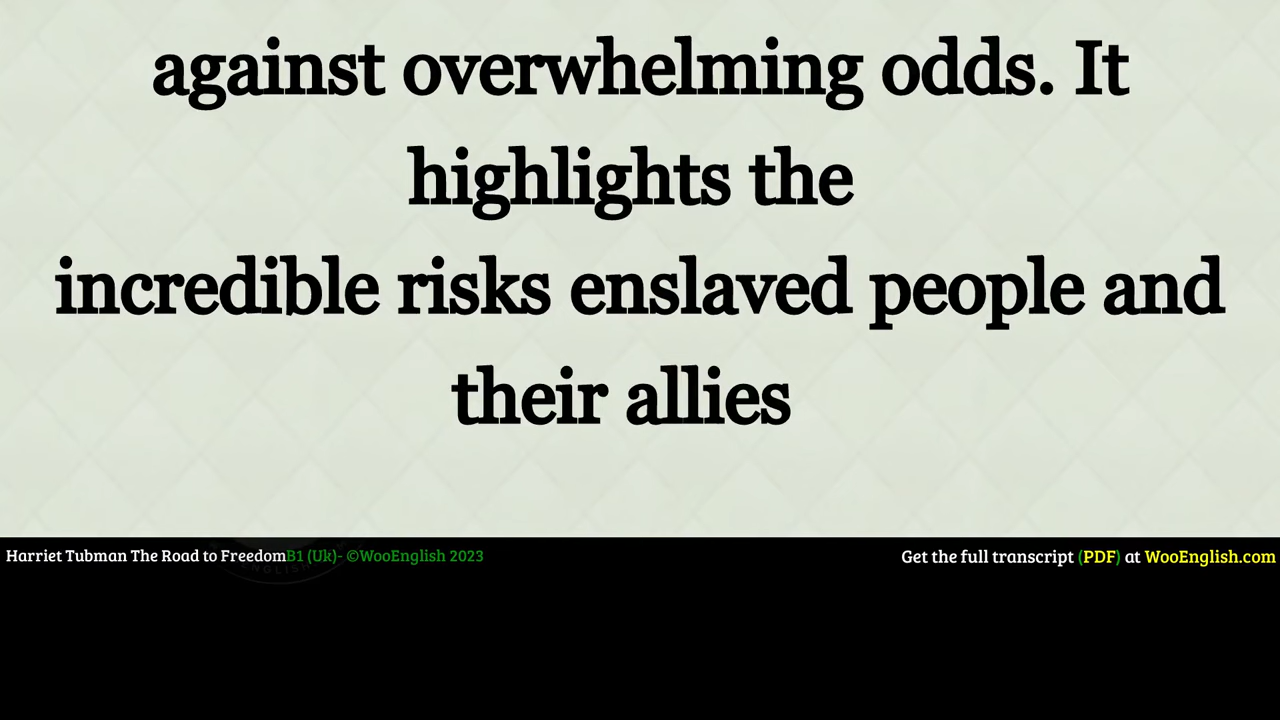 against overwhelming odds. It
highlights the
incredible risks enslaved people and
their allies
Harriet Tubman The Road to FreedomB1 (Uk)- ©WooEnglish 2023
Get the full transcript (PDF) at WooEnglish.com
ENGLISH